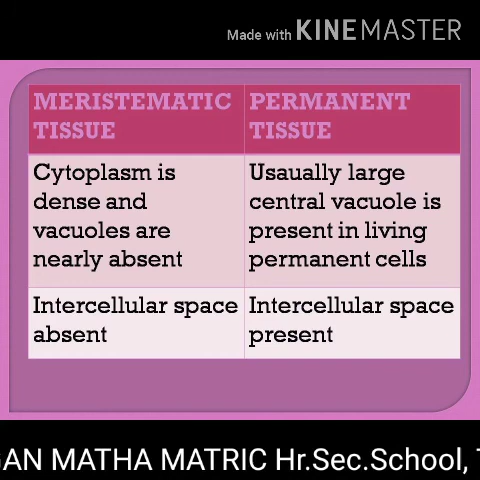 Made with KINEMASTER
MERISTEMATIC
TISSUE
PERMANENT
TISSUE
Cytoplasm is
dense and
vacuoles are
nearly absent
Usaually large
central vacuole is
present in living
permanent cells
Intercellular space
absent
Intercellular space
present
MATHA MATRIC Hr.Sec.School,